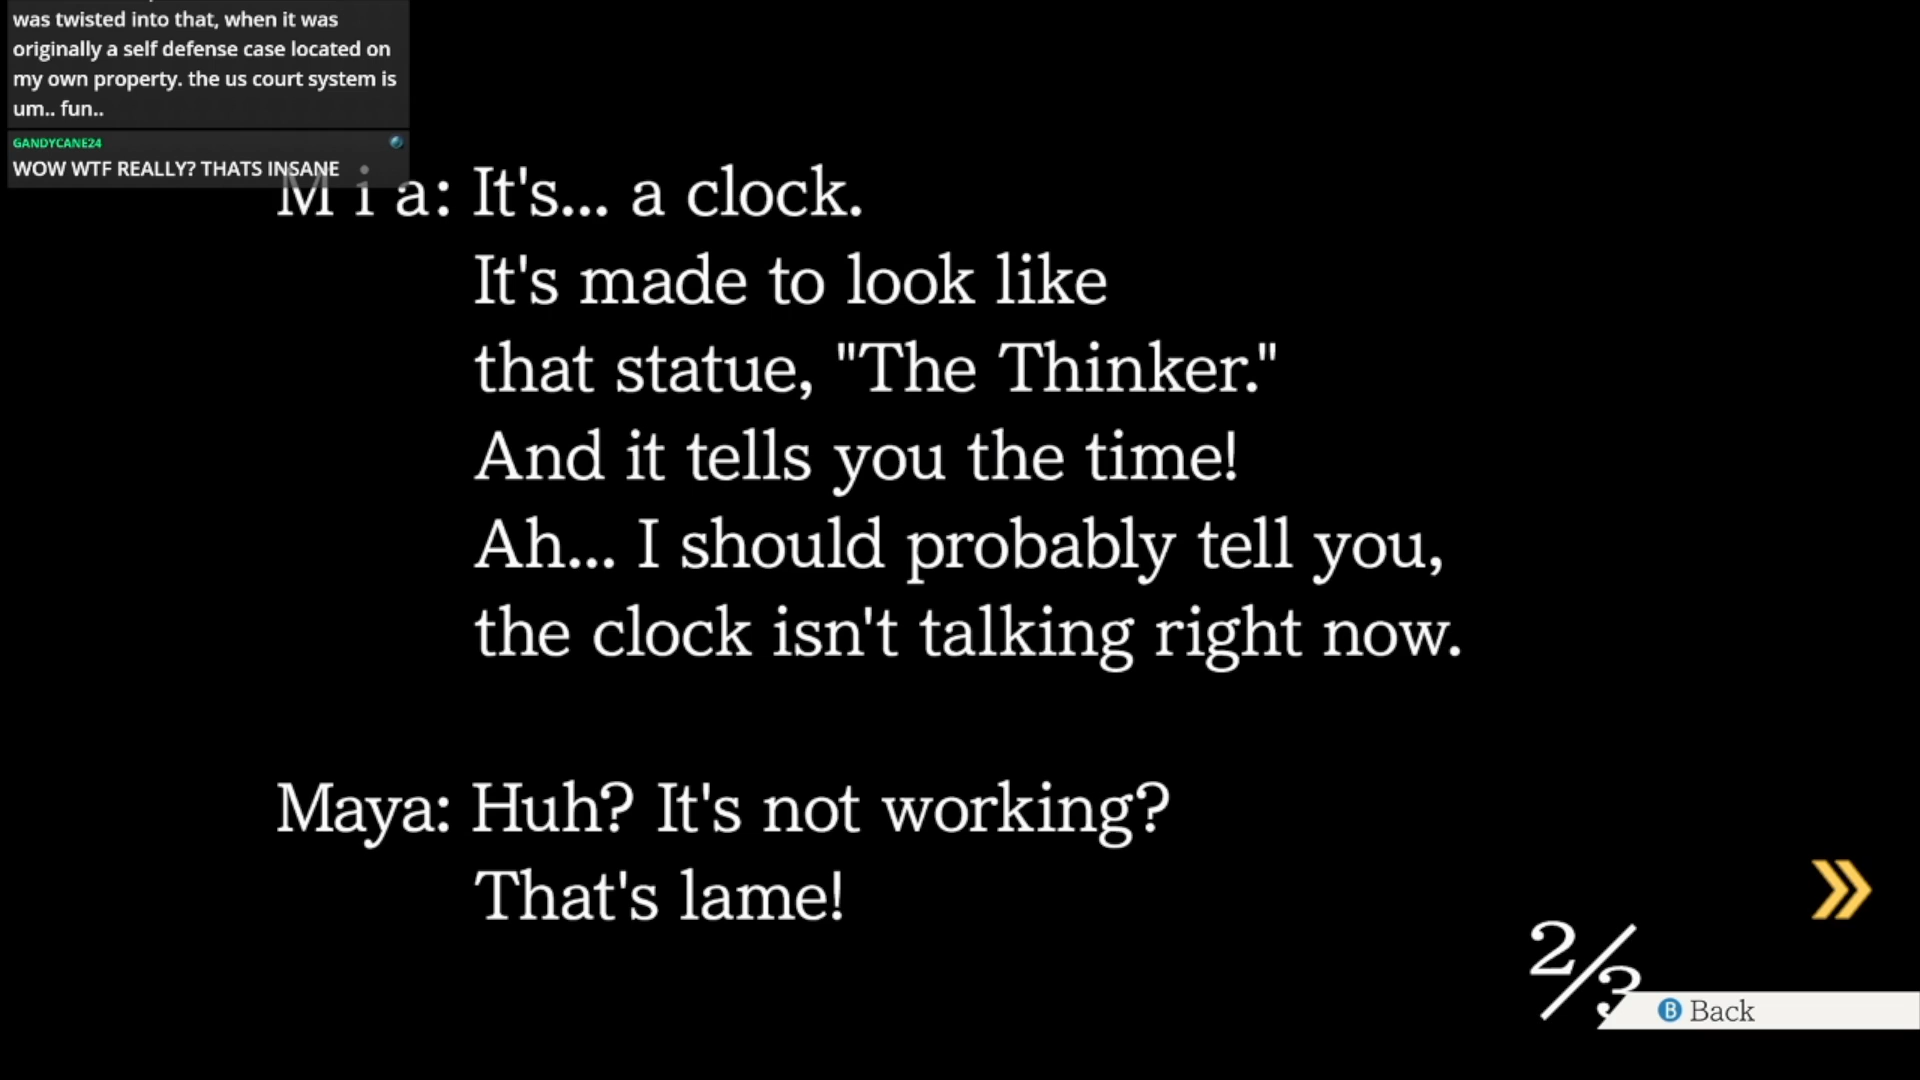 was twisted into that, when it was
originally a self defense case located on
my own property. the us court system is
um.. fun..
GANDYCANE24
WOW WTF REALLY? THATS INSANE
M i a: It's... a clock.
It's made to look like
that statue, "The Thinker."
And it tells you the time!
Ah... I should probably tell you,
the clock isn't talking right now.
Maya: Huh? It's not working?
That's lame!
2/3
B Back